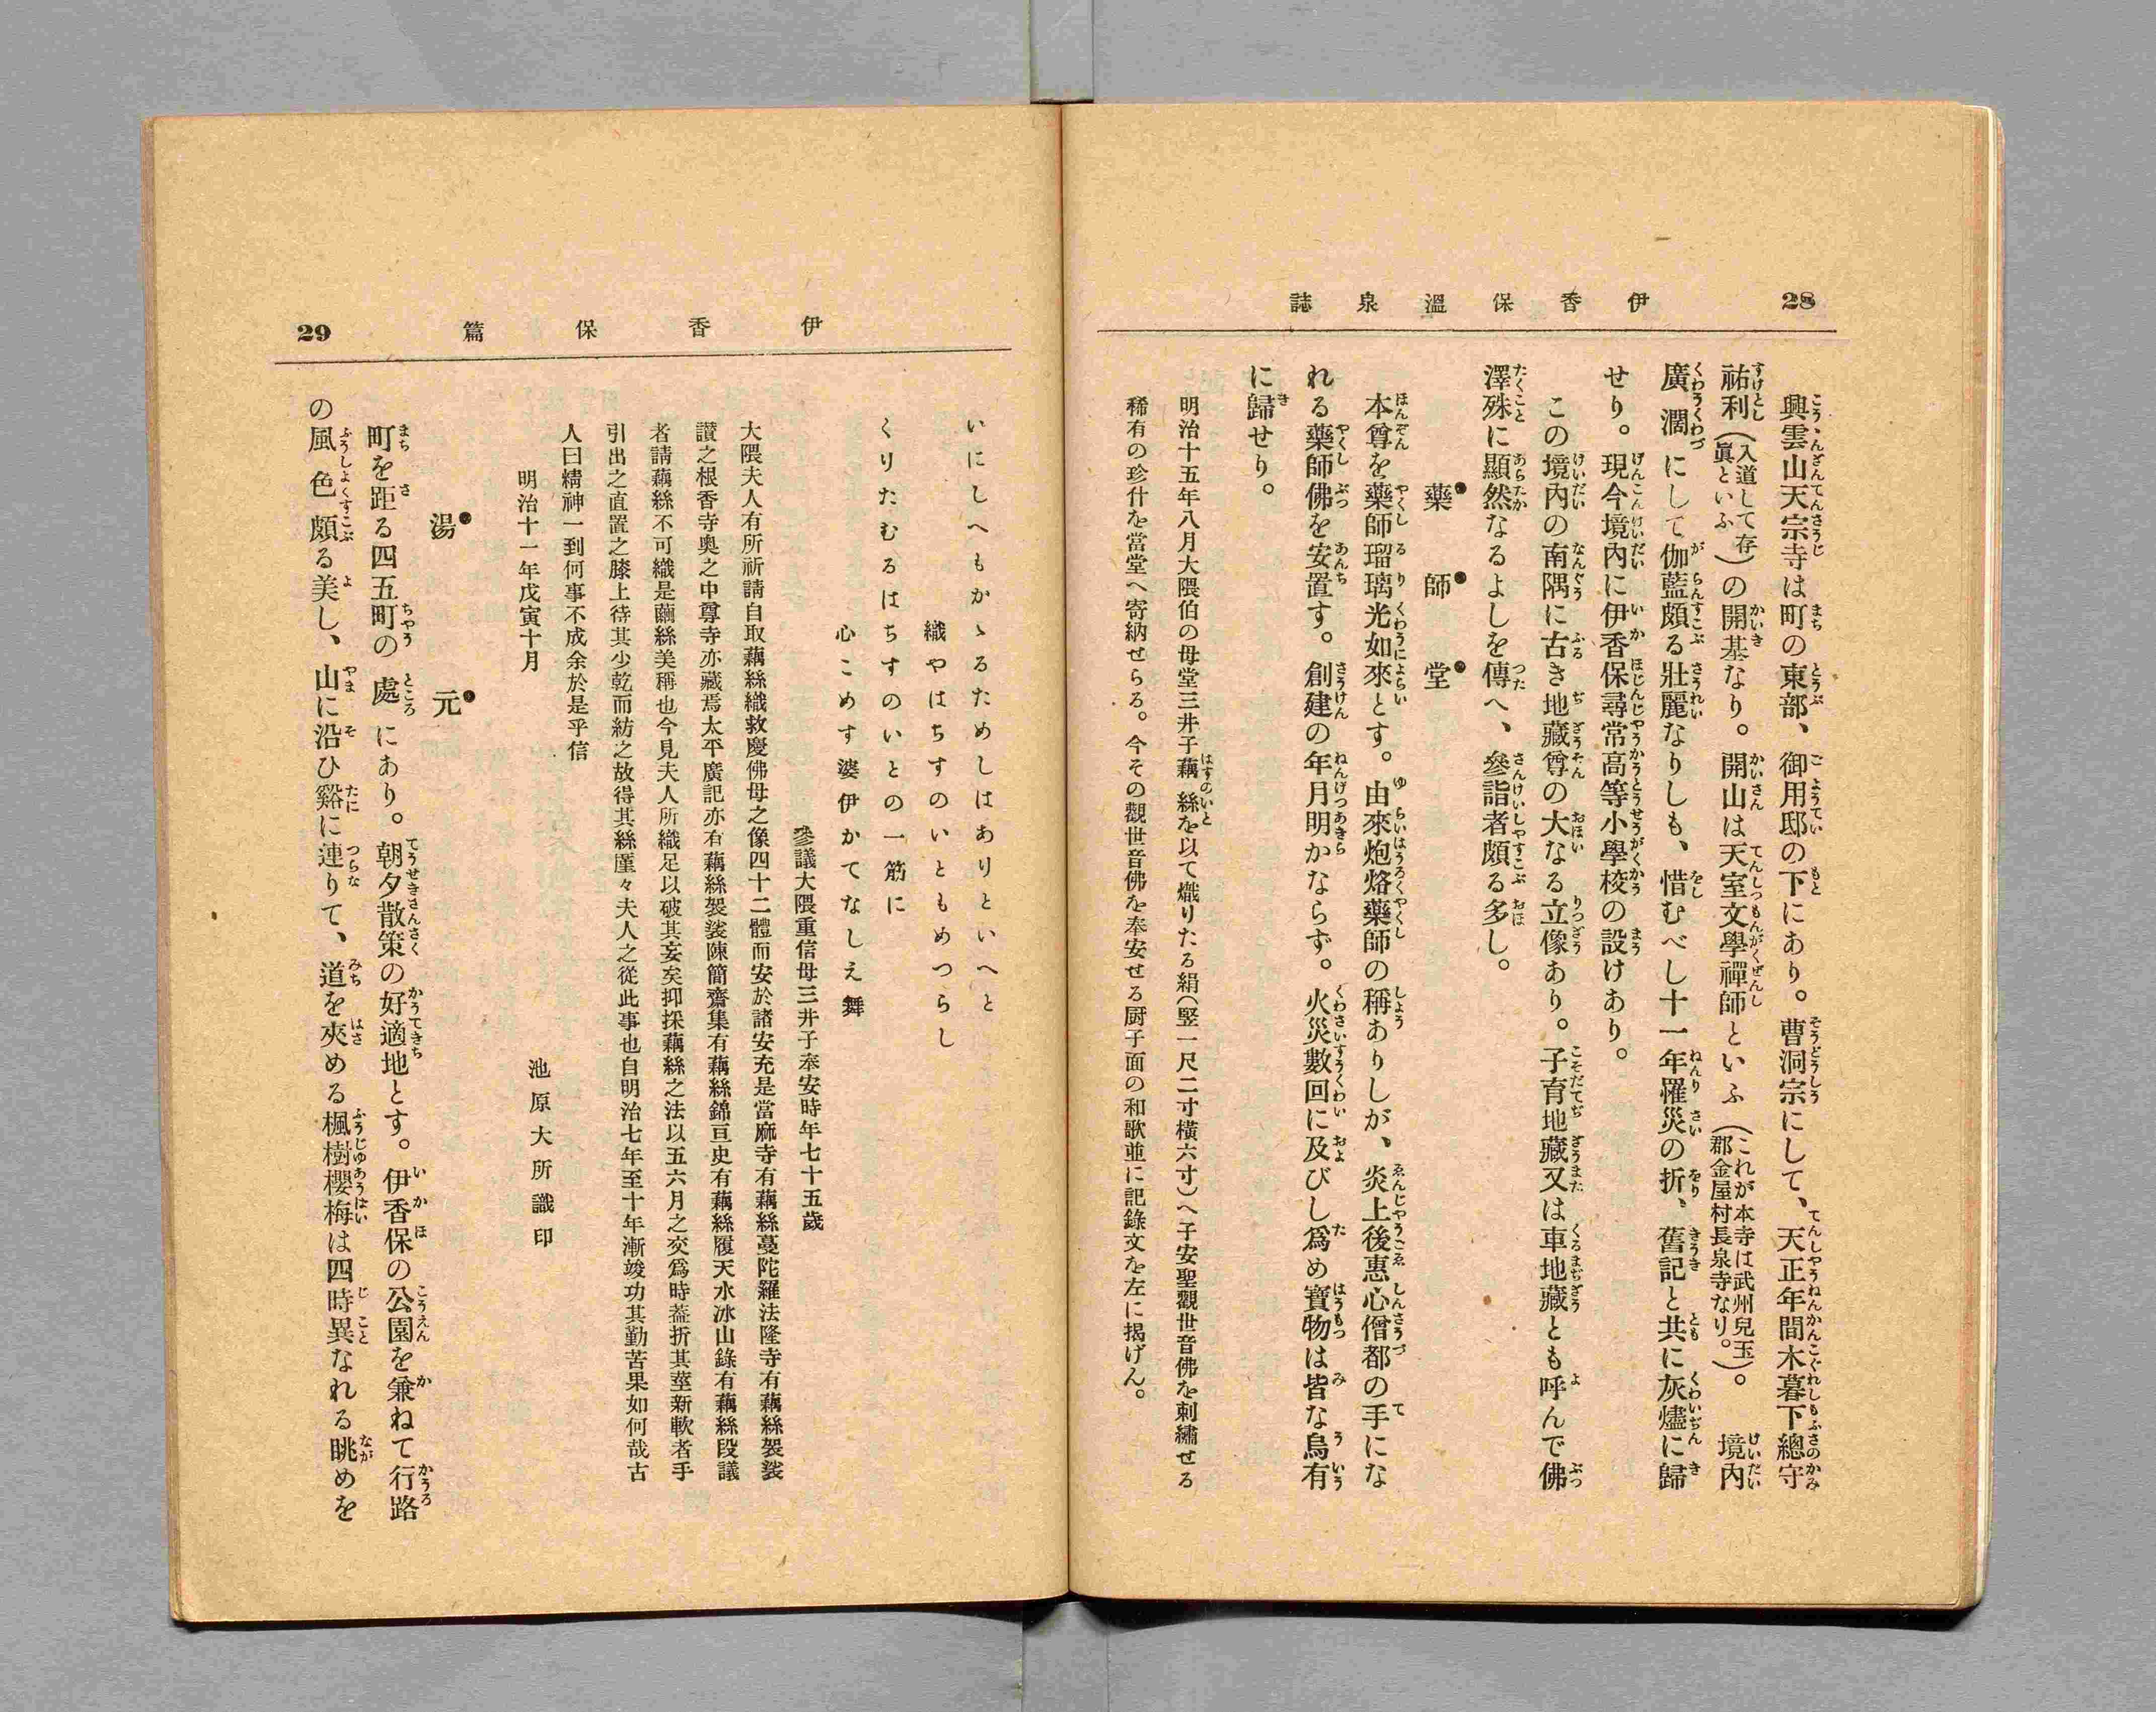 28
伊香保溫泉誌
興雲山天宗寺は町の東部、御用邸の下にあり。曹洞宗にして、天正年間木暮下總守
祐利(入道して存眞といふ)の開基なり。開山は天室文學禪師といふ(これが本寺は武州兒玉郡金屋村長泉寺なり。)。境內
廣濶にして伽藍頗る壯麗なりしも、惜むべし十一年罹災の折、舊記と共に灰燼に歸
せり。現今境內に伊香保尋常高等小學校の設けあり。
この境內の南隅に古き地藏尊の大なる立像あり。子育地藏又は車地藏とも呼んで佛
澤殊に顯然なるよしを傳へ、參詣者頗る多し。
藥師堂
本尊を藥師瑠璃光如來とす。由來炮烙藥師の稱ありしが、炎上後惠心僧都の手にな
れる藥師佛を安置す。創建の年月明かならず。火災數回に及びし爲め寶物は皆な烏有
に歸せり。
明治十五年八月大隈伯の母堂三井子藕絲を以て熾りたる絹(竪一尺二寸橫六寸)へ子安聖觀世音佛を刺繡せる
稀有の珍什を當堂へ寄納せらる。今その觀世音佛を奉安せる厨子面の和歌並に記錄文を左に揭げん。
29
伊香保篇
いにしへもかゝるためしはありといへと
織やはちすのいともめつらし
くりたむるはちすのいとの一筋に
心こめす婆伊かてなしえ舞
參議大隈重信母三井子奉安時年七十五歲
大隈夫人有所祈請自取藕絲織敎慶佛母之像四十二體而安於諸安充是當麻寺有藕絲蔓陀羅法隆寺有藕絲袈裟
讃之根香寺奥之中尊寺亦藏焉太平廣記亦有藕絲袈裟陳簡齋集有藕絲錦亘史有藕絲履天水冰山錄有藕絲段議
者請藕絲不可織是繭絲美稱也今見夫人所織足以破其妄矣抑採藕絲之法以五六月之交爲時葢折其莖新軟者手
引出之直置之膝上待其少乾而紡之故得其絲厪々夫人之從此事也自明治七年至十年漸竣功其勤苦果如何哉古
人曰精神一到何事不成余於是乎信
明治十一年戊寅十月
池原大所識印
湯元
町を距る四五町の處にあり。朝夕散策の好適地とす。伊香保の公園を兼ねて行路
の風色頗る美し、山に沿ひ谿に連りて、道を夾める楓樹櫻梅は四時異なれる眺めを